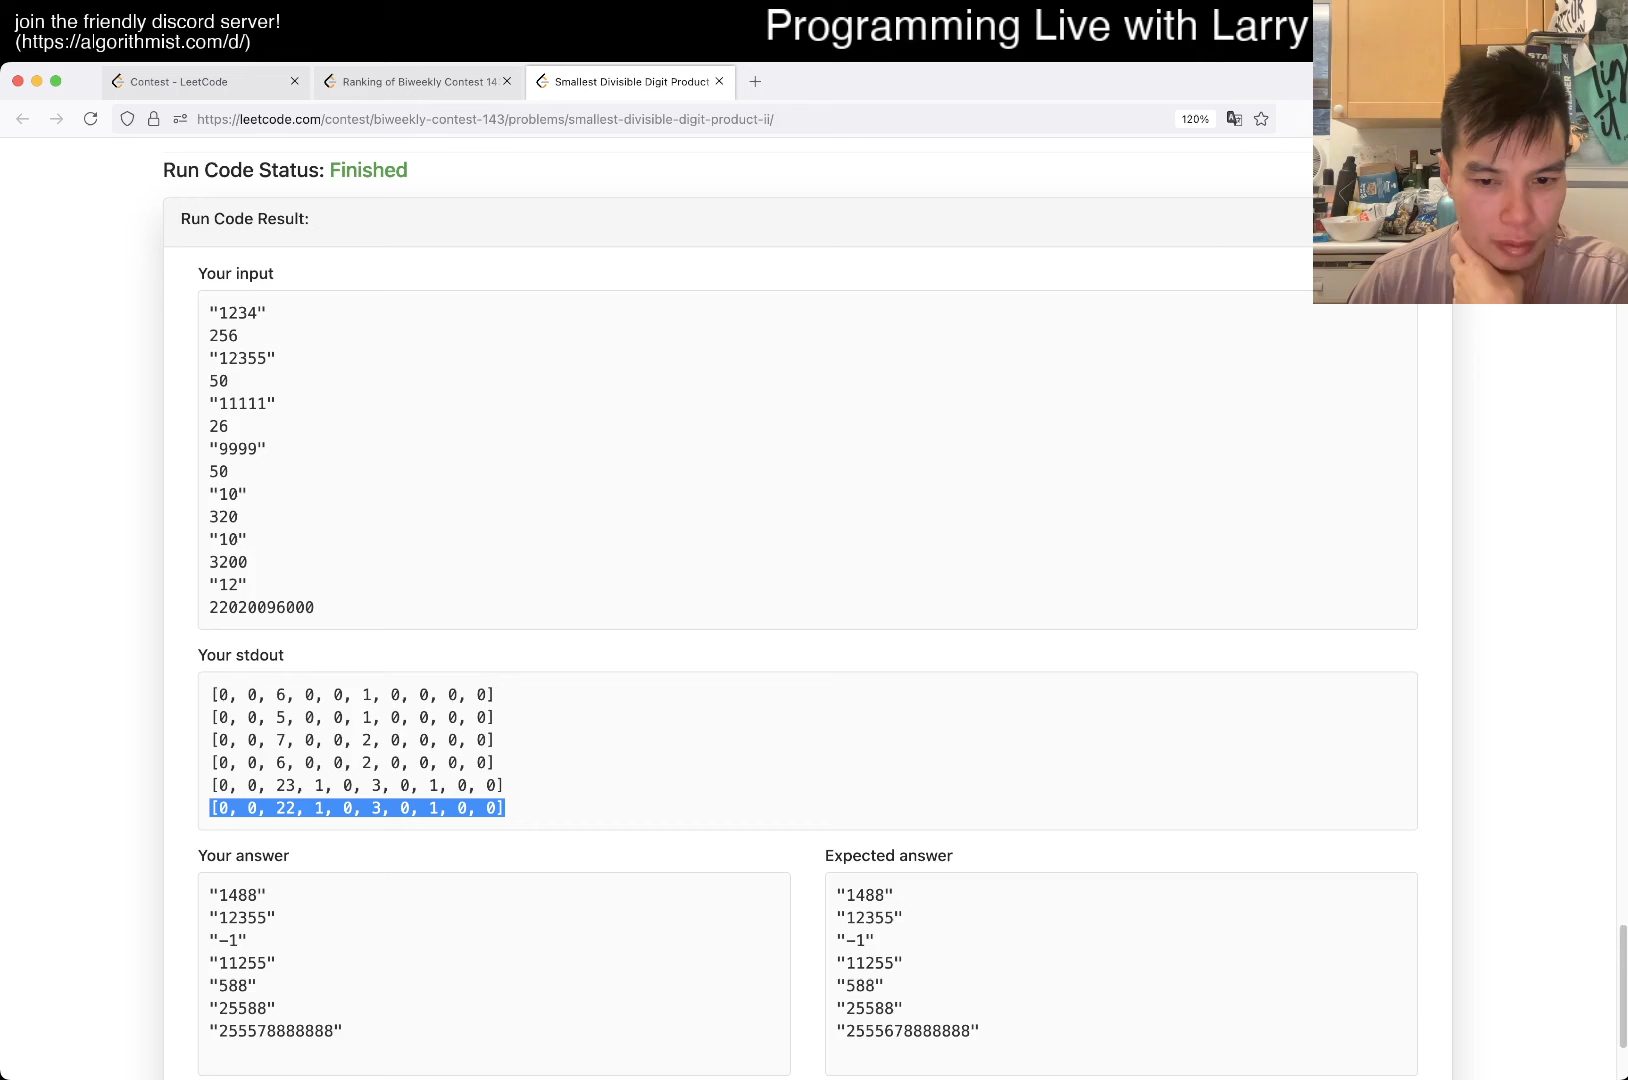 join the friendly discord server!
(https://algorithmist.com/d/)
Programming Live with Larry
Contest - LeetCode
Ranking of Biweekly Contest 14
Smallest Divisible Digit Product
https://leetcode.com/contest/biweekly-contest-143/problems/smallest-divisible-digit-product-ii/
120%
Run Code Status: Finished
Run Code Result:
Your input
"1234"
256
"12355"
50
"11111"
26
"9999"
50
"10"
320
"10"
3200
"12"
22020096000
Your stdout
[0, 0, 6, 0, 0, 1, 0, 0, 0, 0]
[0, 0, 5, 0, 0, 1, 0, 0, 0, 0]
[0, 0, 7, 0, 0, 2, 0, 0, 0, 0]
[0, 0, 6, 0, 0, 2, 0, 0, 0, 0]
[0, 0, 23, 1, 0, 3, 0, 1, 0, 0]
[0, 0, 22, 1, 0, 3, 0, 1, 0, 0]
Your answer
"1488"
"12355"
"-1"
"11255"
"588"
"25588"
"255578888888"
Expected answer
"1488"
"12355"
"-1"
"11255"
"588"
"25588"
"2555678888888"